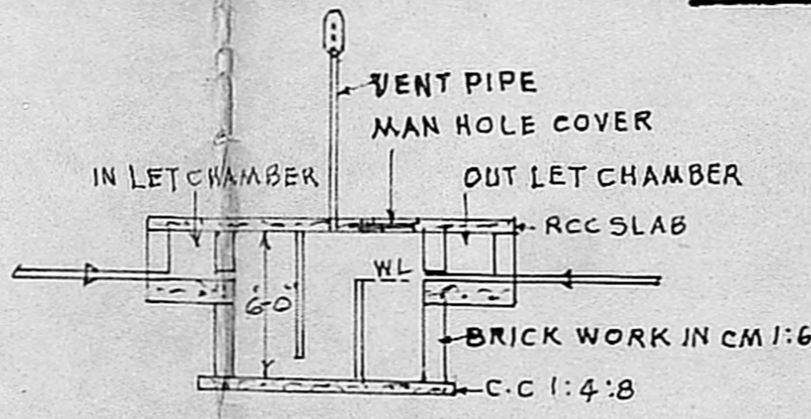 VENT PIPE
MAN HOLE COVER
IN LET CHAMBER
OUT LET CHAMBER
RCC SLAB
WL
6'-0"
BRICK WORK IN CM 1:6
C.C 1:4:8